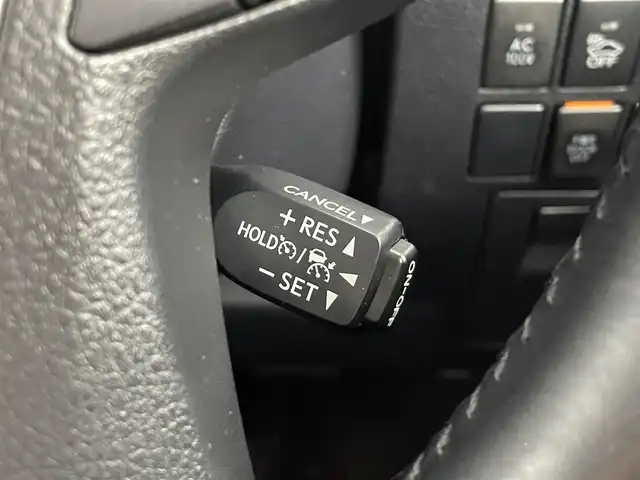 AC
100V
OFF
CANCEL▼
+ RES ▲
HOLD /
− SET ▼
ON-OFF